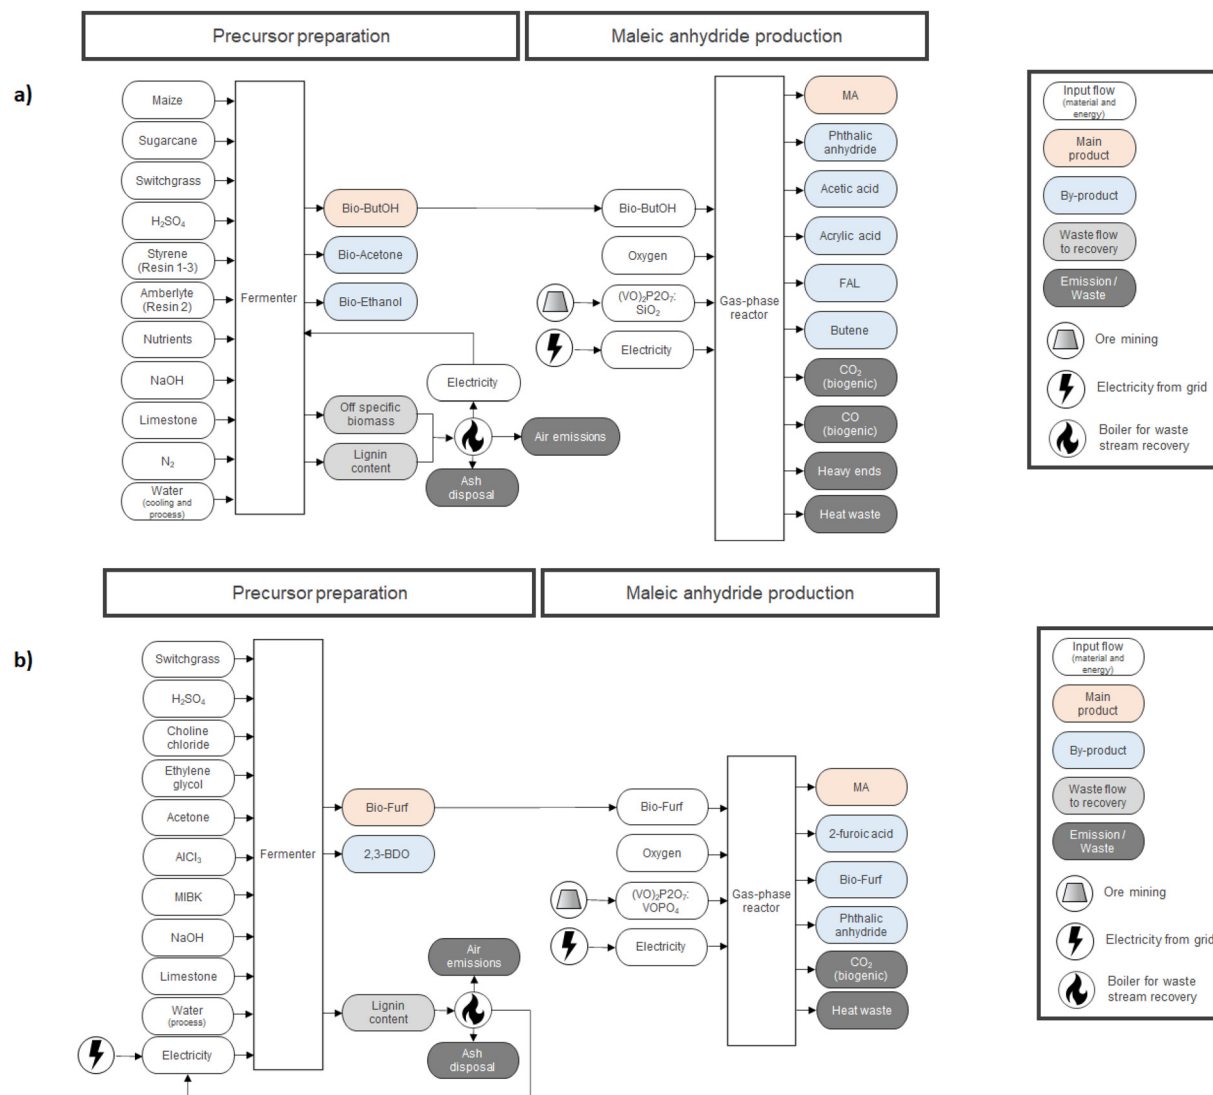 Precursor preparation
Maleic anhydride production
a)
Maize
Sugarcane
Switchgrass
H₂SO₄
Styrene
(Resin 1-3)
Amberlyte
(Resin 2)
Nutrients
NaOH
Limestone
N₂
Water
(cooling and
process)
Fermenter
Bio-ButOH
Bio-Acetone
Bio-Ethanol
Electricity
Off specific
biomass
Lignin
content
Air emissions
Ash
disposal
Bio-ButOH
Oxygen
(VO)₂P2O₇:
SiO₂
Electricity
Gas-phase
reactor
MA
Phthalic
anhydride
Acetic acid
Acrylic acid
FAL
Butene
CO₂
(biogenic)
CO
(biogenic)
Heavy ends
Heat waste
Input flow
(material and
energy)
Main
product
By-product
Waste flow
to recovery
Emission /
Waste
Ore mining
Electricity from grid
Boiler for waste
stream recovery
Precursor preparation
Maleic anhydride production
b)
Switchgrass
H₂SO₄
Choline
chloride
Ethylene
glycol
Acetone
AlCl₃
MIBK
NaOH
Limestone
Water
(process)
Electricity
Fermenter
Bio-Furf
2,3-BDO
Air
emissions
Lignin
content
Ash
disposal
Bio-Furf
Oxygen
(VO)₂P2O₇:
VOPO₄
Electricity
Gas-phase
reactor
MA
2-furoic acid
Bio-Furf
Phthalic
anhydride
CO₂
(biogenic)
Heat waste
Input flow
(material and
energy)
Main
product
By-product
Waste flow
to recovery
Emission /
Waste
Ore mining
Electricity from grid
Boiler for waste
stream recovery